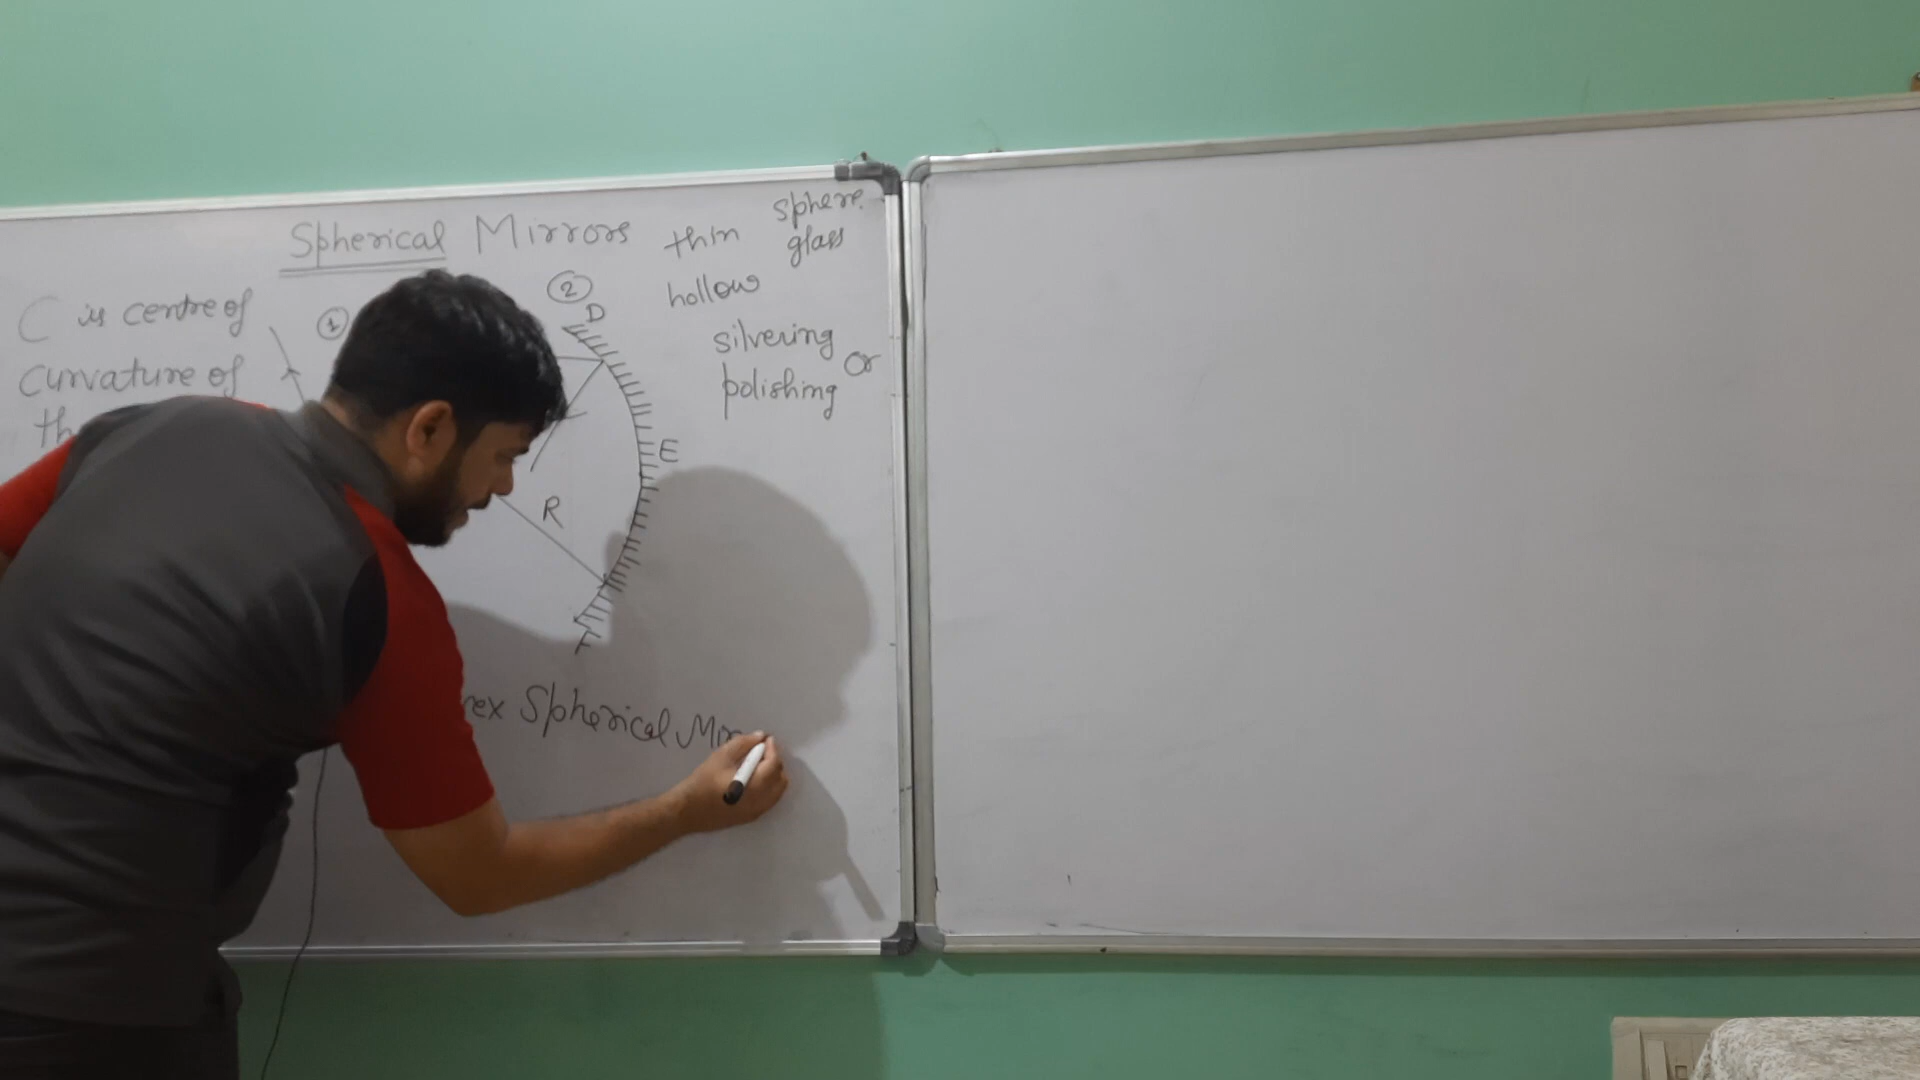 Spherical Mirrors
C is centre of
curvature of
th
1
2
D
E
R
F
thin sphere
glass
hollow
silvering or
polishing
nex Spherical Mir